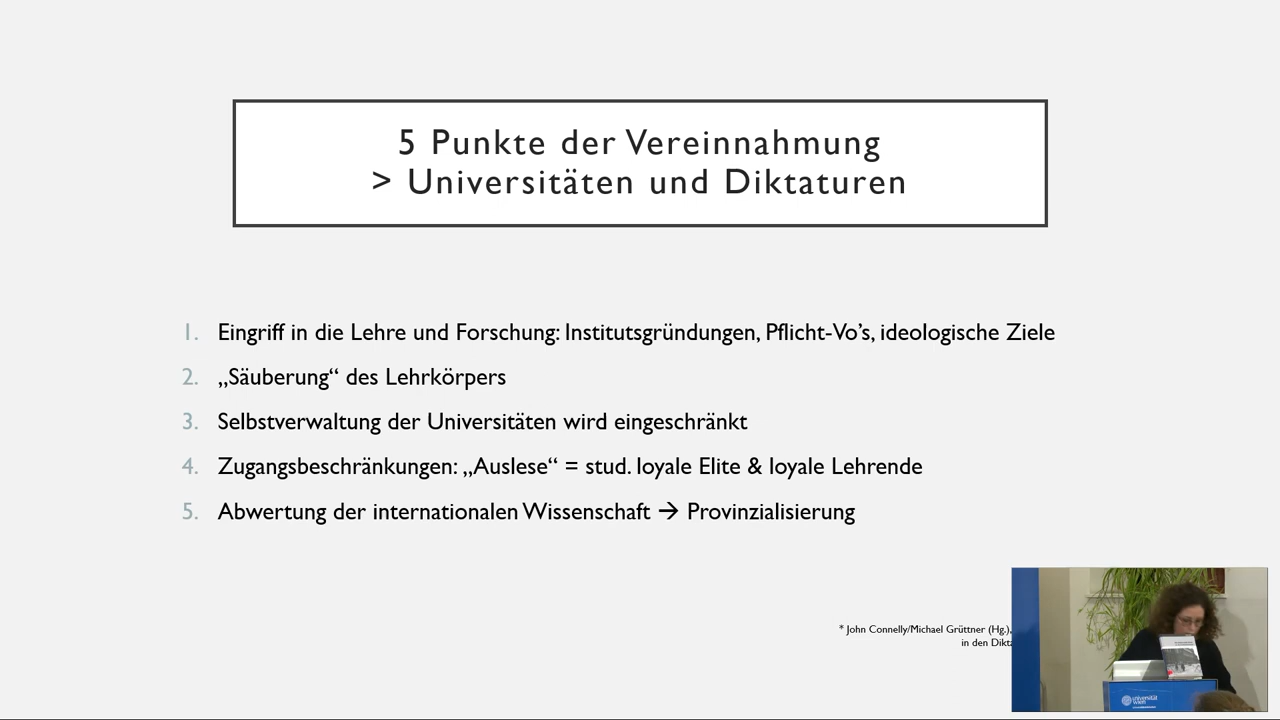 5 Punkte der Vereinnahmung
> Universitäten und Diktaturen
1. Eingriff in die Lehre und Forschung: Institutsgründungen, Pflicht-Vo’s, ideologische Ziele
2. „Säuberung“ des Lehrkörpers
3. Selbstverwaltung der Universitäten wird eingeschränkt
4. Zugangsbeschränkungen: „Auslese“ = stud. loyale Elite & loyale Lehrende
5. Abwertung der internationalen Wissenschaft → Provinzialisierung
* John Connelly/Michael Grüttner (Hg.),
in den
universität
wien